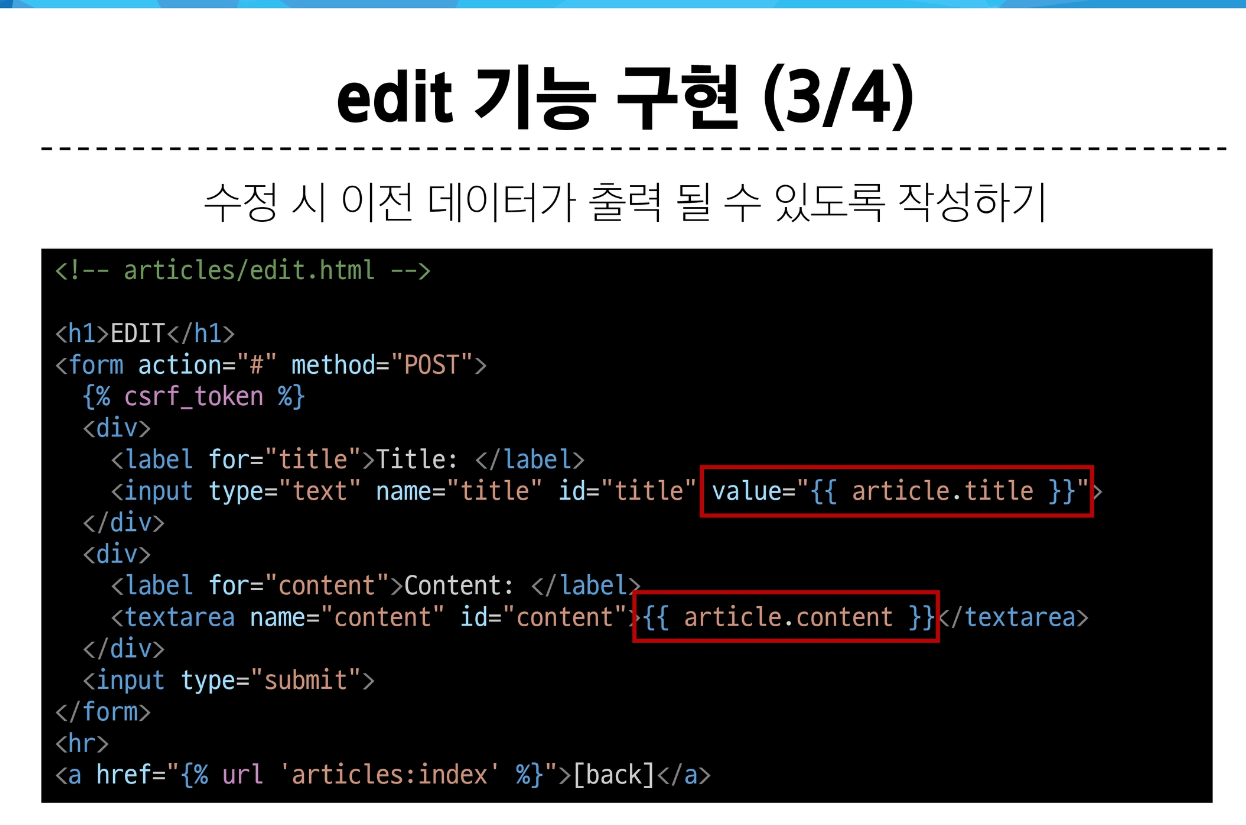 edit 기능 구현 (3/4)
수정 시 이전 데이터가 출력 될 수 있도록 작성하기
<!-- articles/edit.html -->
<h1>EDIT</h1>
<form action="#" method="POST">
  {% csrf_token %}
  <div>
    <label for="title">Title: </label>
    <input type="text" name="title" id="title" value="{{ article.title }}">
  </div>
  <div>
    <label for="content">Content: </label>
    <textarea name="content" id="content">{{ article.content }}</textarea>
  </div>
  <input type="submit">
</form>
<hr>
<a href="{% url 'articles:index' %}">[back]</a>